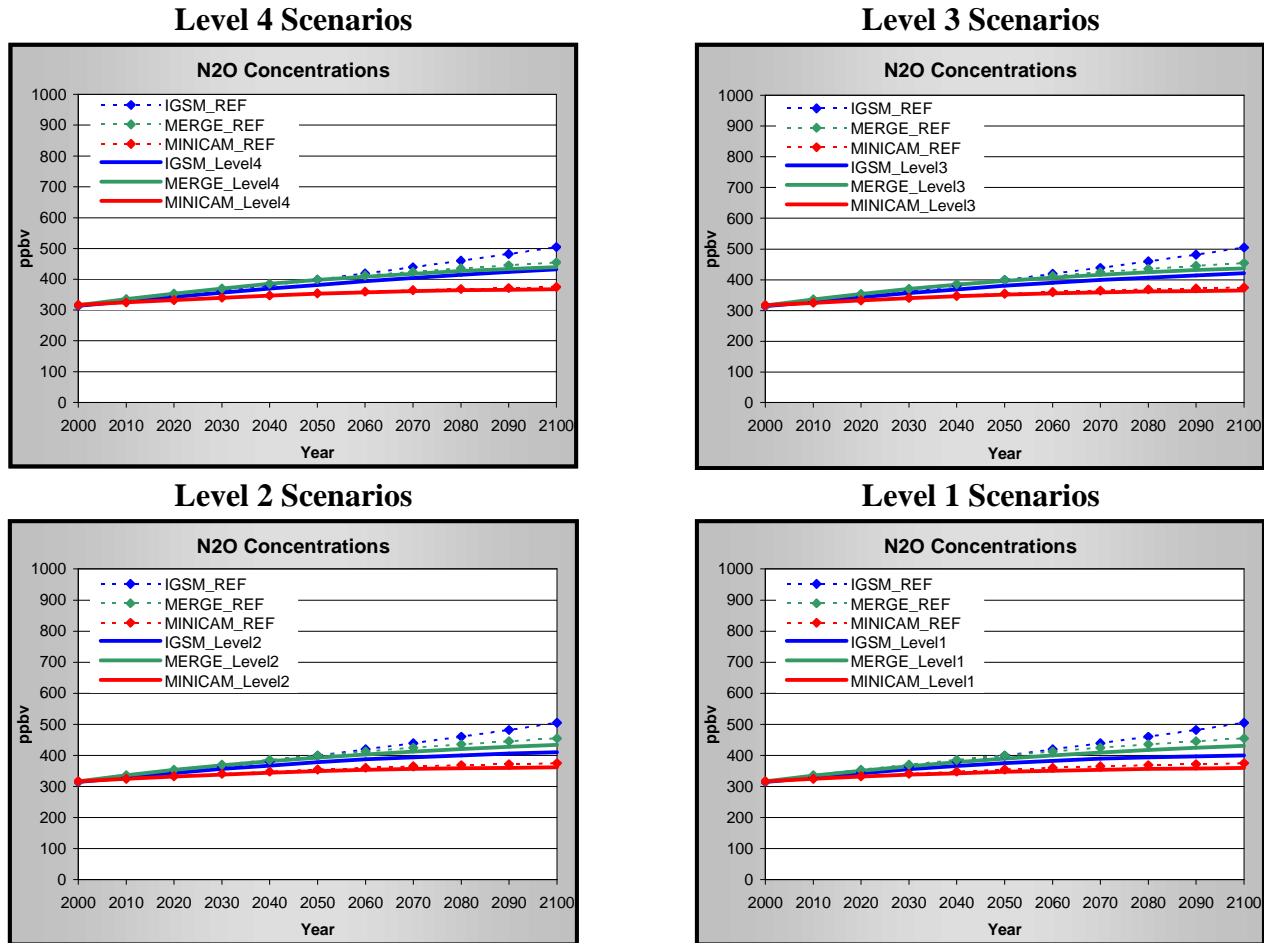 Level 4 Scenarios
N2O Concentrations
1000
900
800
700
600
500
400
300
200
100
0
ppbv
IGSM_REF
MERGE_REF
MINICAM_REF
IGSM_Level4
MERGE_Level4
MINICAM_Level4
2000 2010 2020 2030 2040 2050 2060 2070 2080 2090 2100
Year
Level 3 Scenarios
N2O Concentrations
1000
900
800
700
600
500
400
300
200
100
0
ppbv
IGSM_REF
MERGE_REF
MINICAM_REF
IGSM_Level3
MERGE_Level3
MINICAM_Level3
2000 2010 2020 2030 2040 2050 2060 2070 2080 2090 2100
Year
Level 2 Scenarios
N2O Concentrations
1000
900
800
700
600
500
400
300
200
100
0
ppbv
IGSM_REF
MERGE_REF
MINICAM_REF
IGSM_Level2
MERGE_Level2
MINICAM_Level2
2000 2010 2020 2030 2040 2050 2060 2070 2080 2090 2100
Year
Level 1 Scenarios
N2O Concentrations
1000
900
800
700
600
500
400
300
200
100
0
ppbv
IGSM_REF
MERGE_REF
MINICAM_REF
IGSM_Level1
MERGE_Level1
MINICAM_Level1
2000 2010 2020 2030 2040 2050 2060 2070 2080 2090 2100
Year